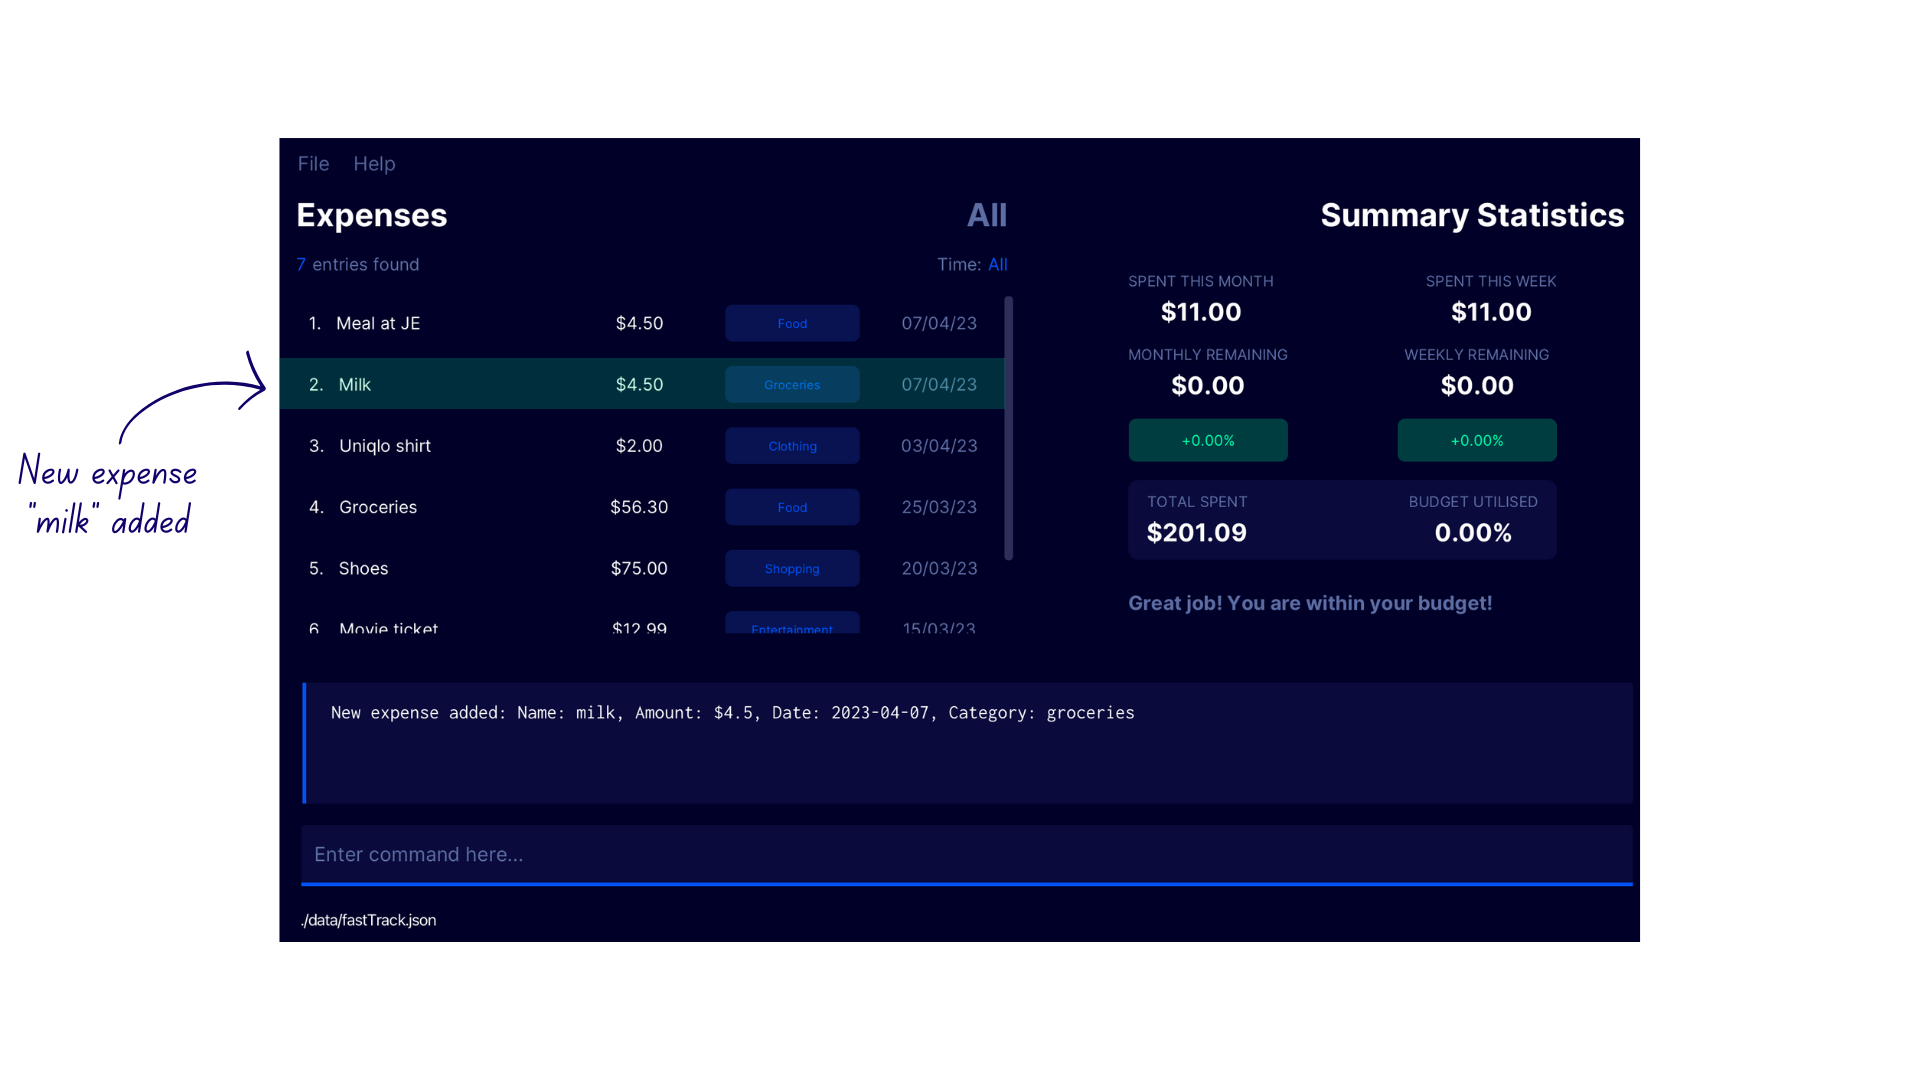 File Help
Expenses All
7 entries found Time: All
1. Meal at JE $4.50 Food 07/04/23
2. Milk $4.50 Groceries 07/04/23
3. Uniqlo shirt $2.00 Clothing 03/04/23
4. Groceries $56.30 Food 25/03/23
5. Shoes $75.00 Shopping 20/03/23
6 Movie ticket $12.99 Entertainment 15/03/23
Summary Statistics
SPENT THIS MONTH SPENT THIS WEEK
$11.00 $11.00
MONTHLY REMAINING WEEKLY REMAINING
$0.00 $0.00
+0.00% +0.00%
TOTAL SPENT BUDGET UTILISED
$201.09 0.00%
Great job! You are within your budget!
New expense
"milk" added
New expense added: Name: milk, Amount: $4.5, Date: 2023-04-07, Category: groceries
Enter command here...
./data/fastTrack.json